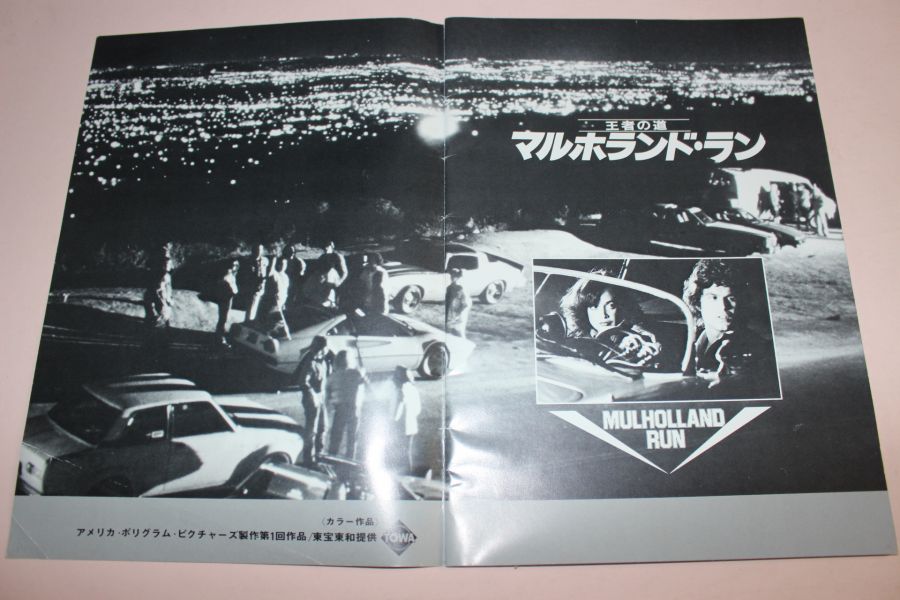 王者の道
マルホランド・ラン
MULHOLLAND
RUN
〈カラー作品〉
アメリカ・ポリグラム・ピクチャーズ製作第1回作品/東宝東和提供
TOWA